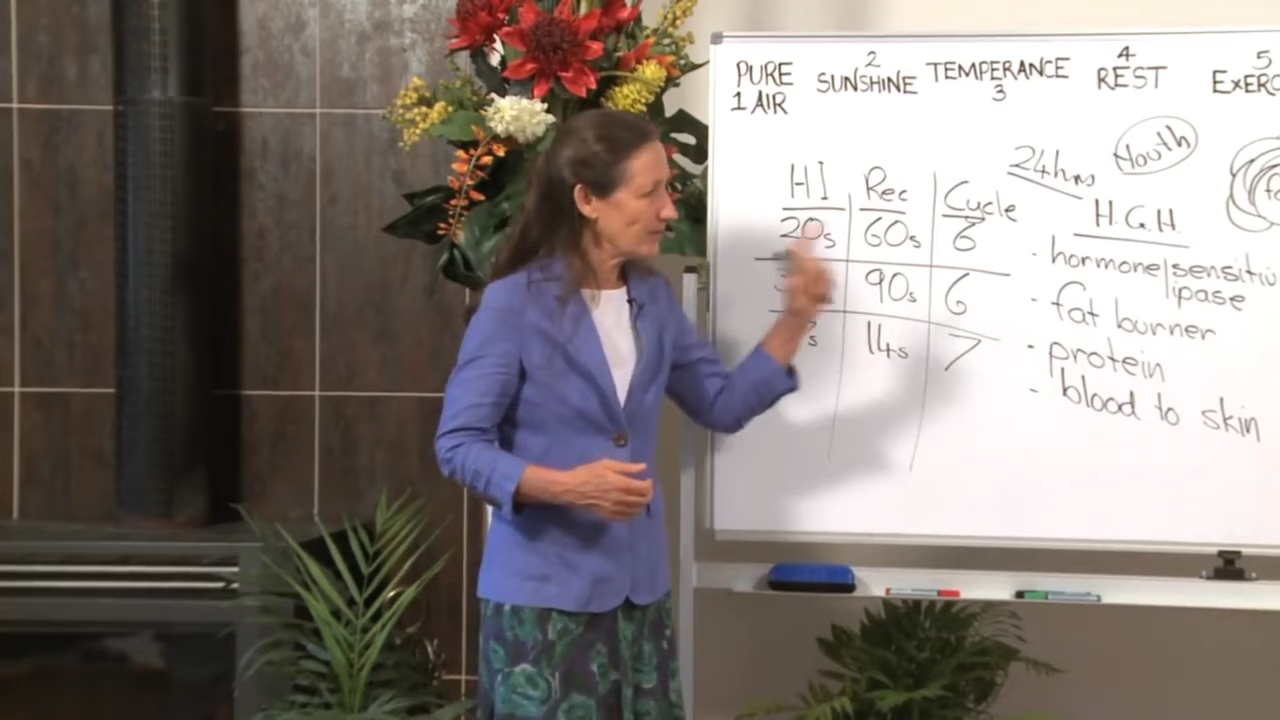 PURE
1 AIR
2
SUNSHINE
TEMPERANCE
3
4
REST
5
HI Rec Cycle
20s 60s 6
90s 6
14s 7
24hrs
Mouth
H.G.H.
· hormone/sensitiv
lipase
· fat burner
· protein
- blood to skin